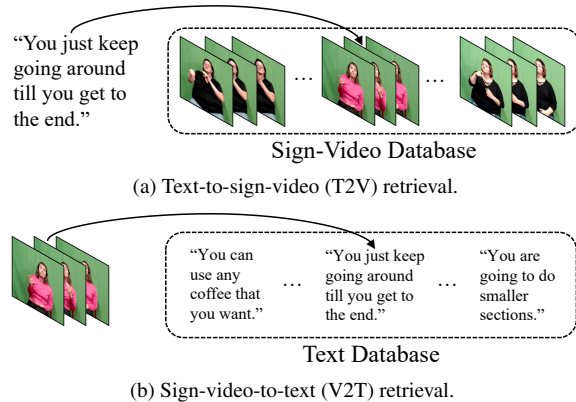 “You just keep
going around
till you get to
the end.”
... ...
Sign-Video Database
(a) Text-to-sign-video (T2V) retrieval.
“You can
use any
coffee that
you want.”
...
“You just keep
going around
till you get to
the end.”
...
“You are
going to do
smaller
sections.”
Text Database
(b) Sign-video-to-text (V2T) retrieval.